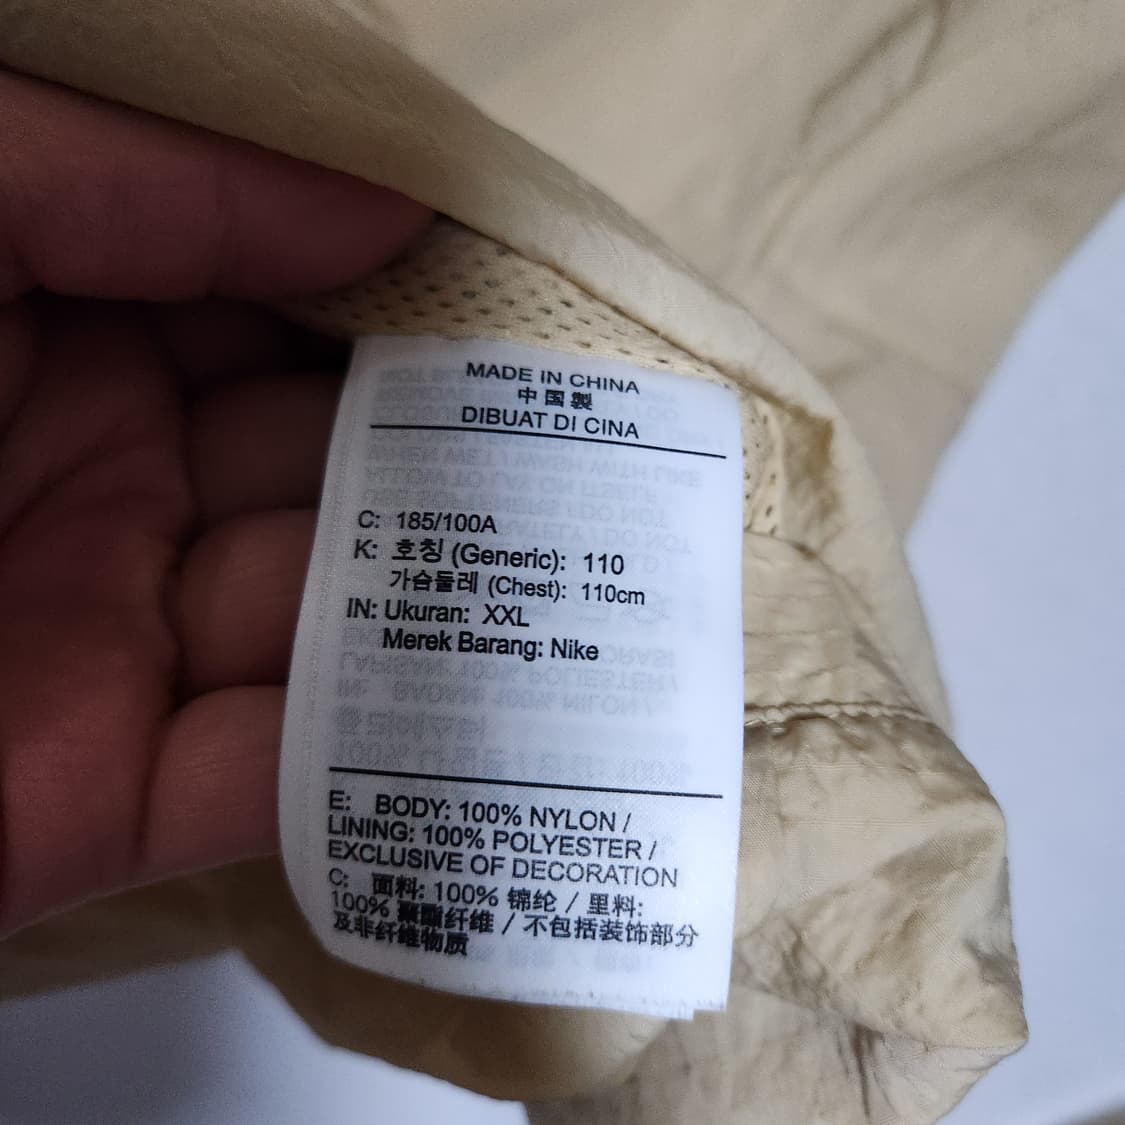 MADE IN CHINA
中国製
DIBUAT DI CINA
C: 185/100A
K: 호칭 (Generic): 110
가슴둘레 (Chest): 110cm
IN: Ukuran: XXL
Merek Barang: Nike
E: BODY: 100% NYLON /
LINING: 100% POLYESTER /
EXCLUSIVE OF DECORATION
C: 面料: 100% 锦纶 / 里料:
100% 聚酯纤维 / 不包括装饰部分
及非纤维物质